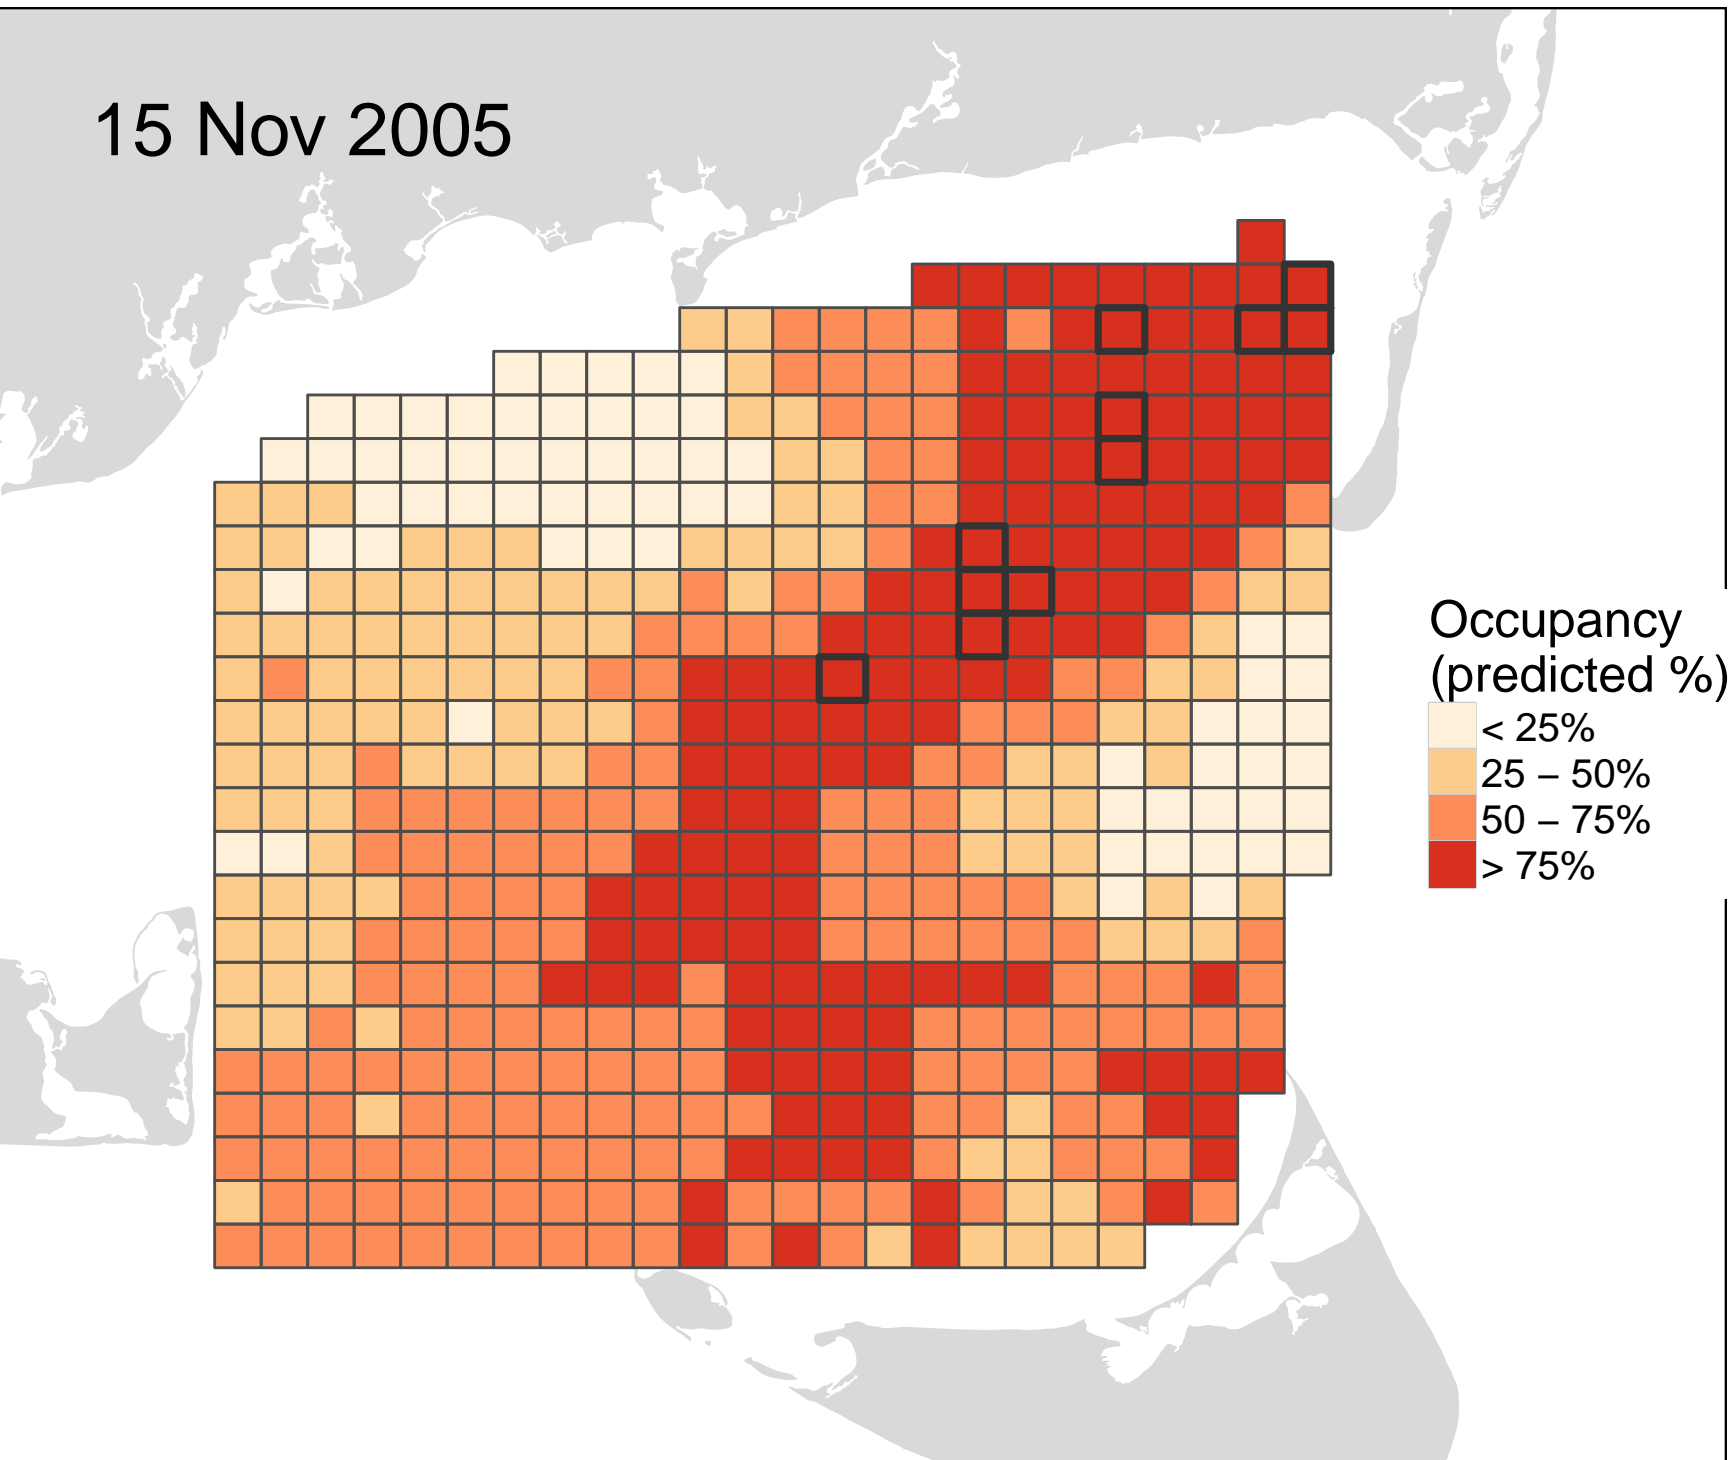 15 Nov 2005
Occupancy
(predicted %)
< 25%
25 – 50%
50 – 75%
> 75%